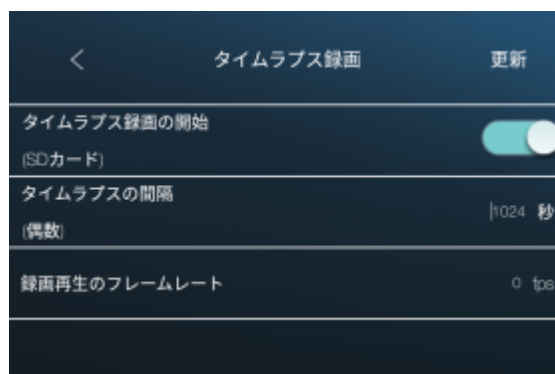 < タイムラプス録画 更新
タイムラプス録画の開始
(SDカード)
タイムラプスの間隔
1024 秒
(偶数)
録画再生のフレームレート 0 fps